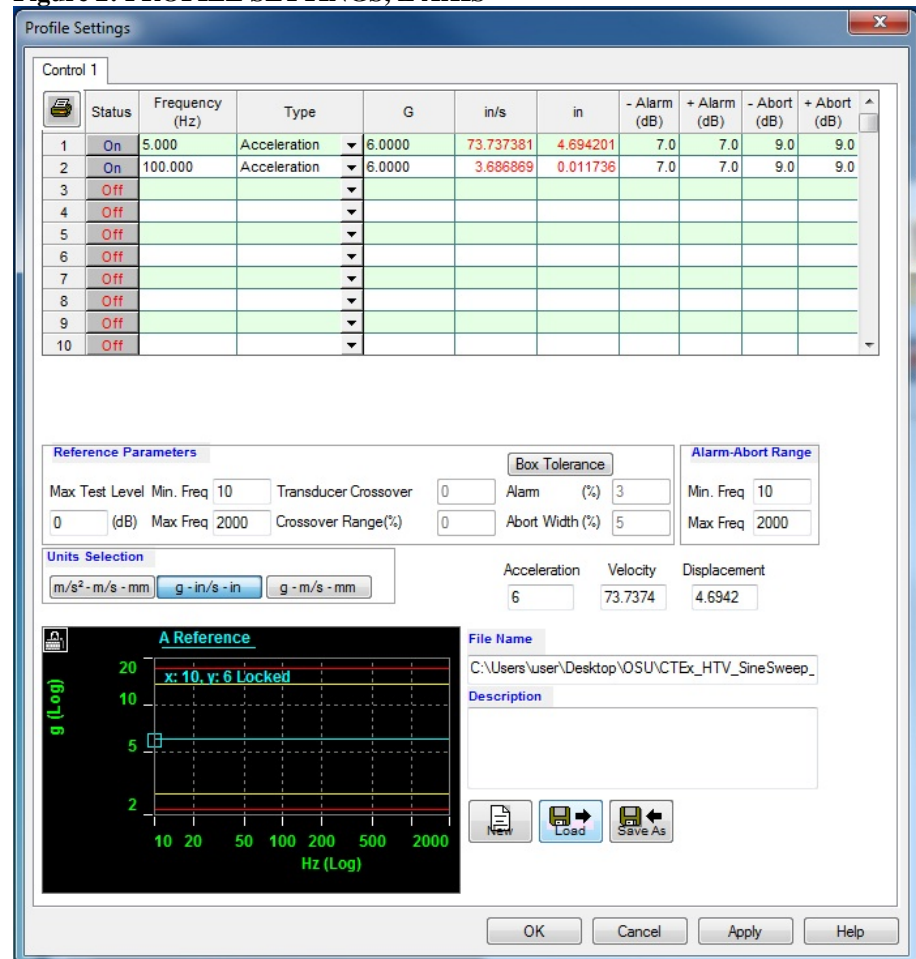 Profile Settings
Control 1
Status Frequency (Hz) Type G in/s in - Alarm (dB) + Alarm (dB) - Abort (dB) + Abort (dB)
1 On 5.000 Acceleration 6.0000 73.737381 4.694201 7.0 7.0 9.0 9.0
2 On 100.000 Acceleration 6.0000 3.686869 0.011736 7.0 7.0 9.0 9.0
3 Off
4 Off
5 Off
6 Off
7 Off
8 Off
9 Off
10 Off
Reference Parameters
Box Tolerance
Alarm-Abort Range
Max Test Level Min. Freq 10 Transducer Crossover 0 Alarm (%) 3 Min. Freq 10
0 (dB) Max Freq 2000 Crossover Range(%) 0 Abort Width (%) 5 Max Freq 2000
Units Selection
m/s² - m/s - mm g - in/s - in g - m/s - mm
Acceleration Velocity Displacement
6 73.7374 4.6942
A Reference
x: 10, y: 6 Locked
g (Log)
20
10
5
2
10 20 50 100 200 500 2000
Hz (Log)
File Name
C:\Users\user\Desktop\OSU\CTEx_HTV_SineSweep_
Description
New Load Save As
OK Cancel Apply Help